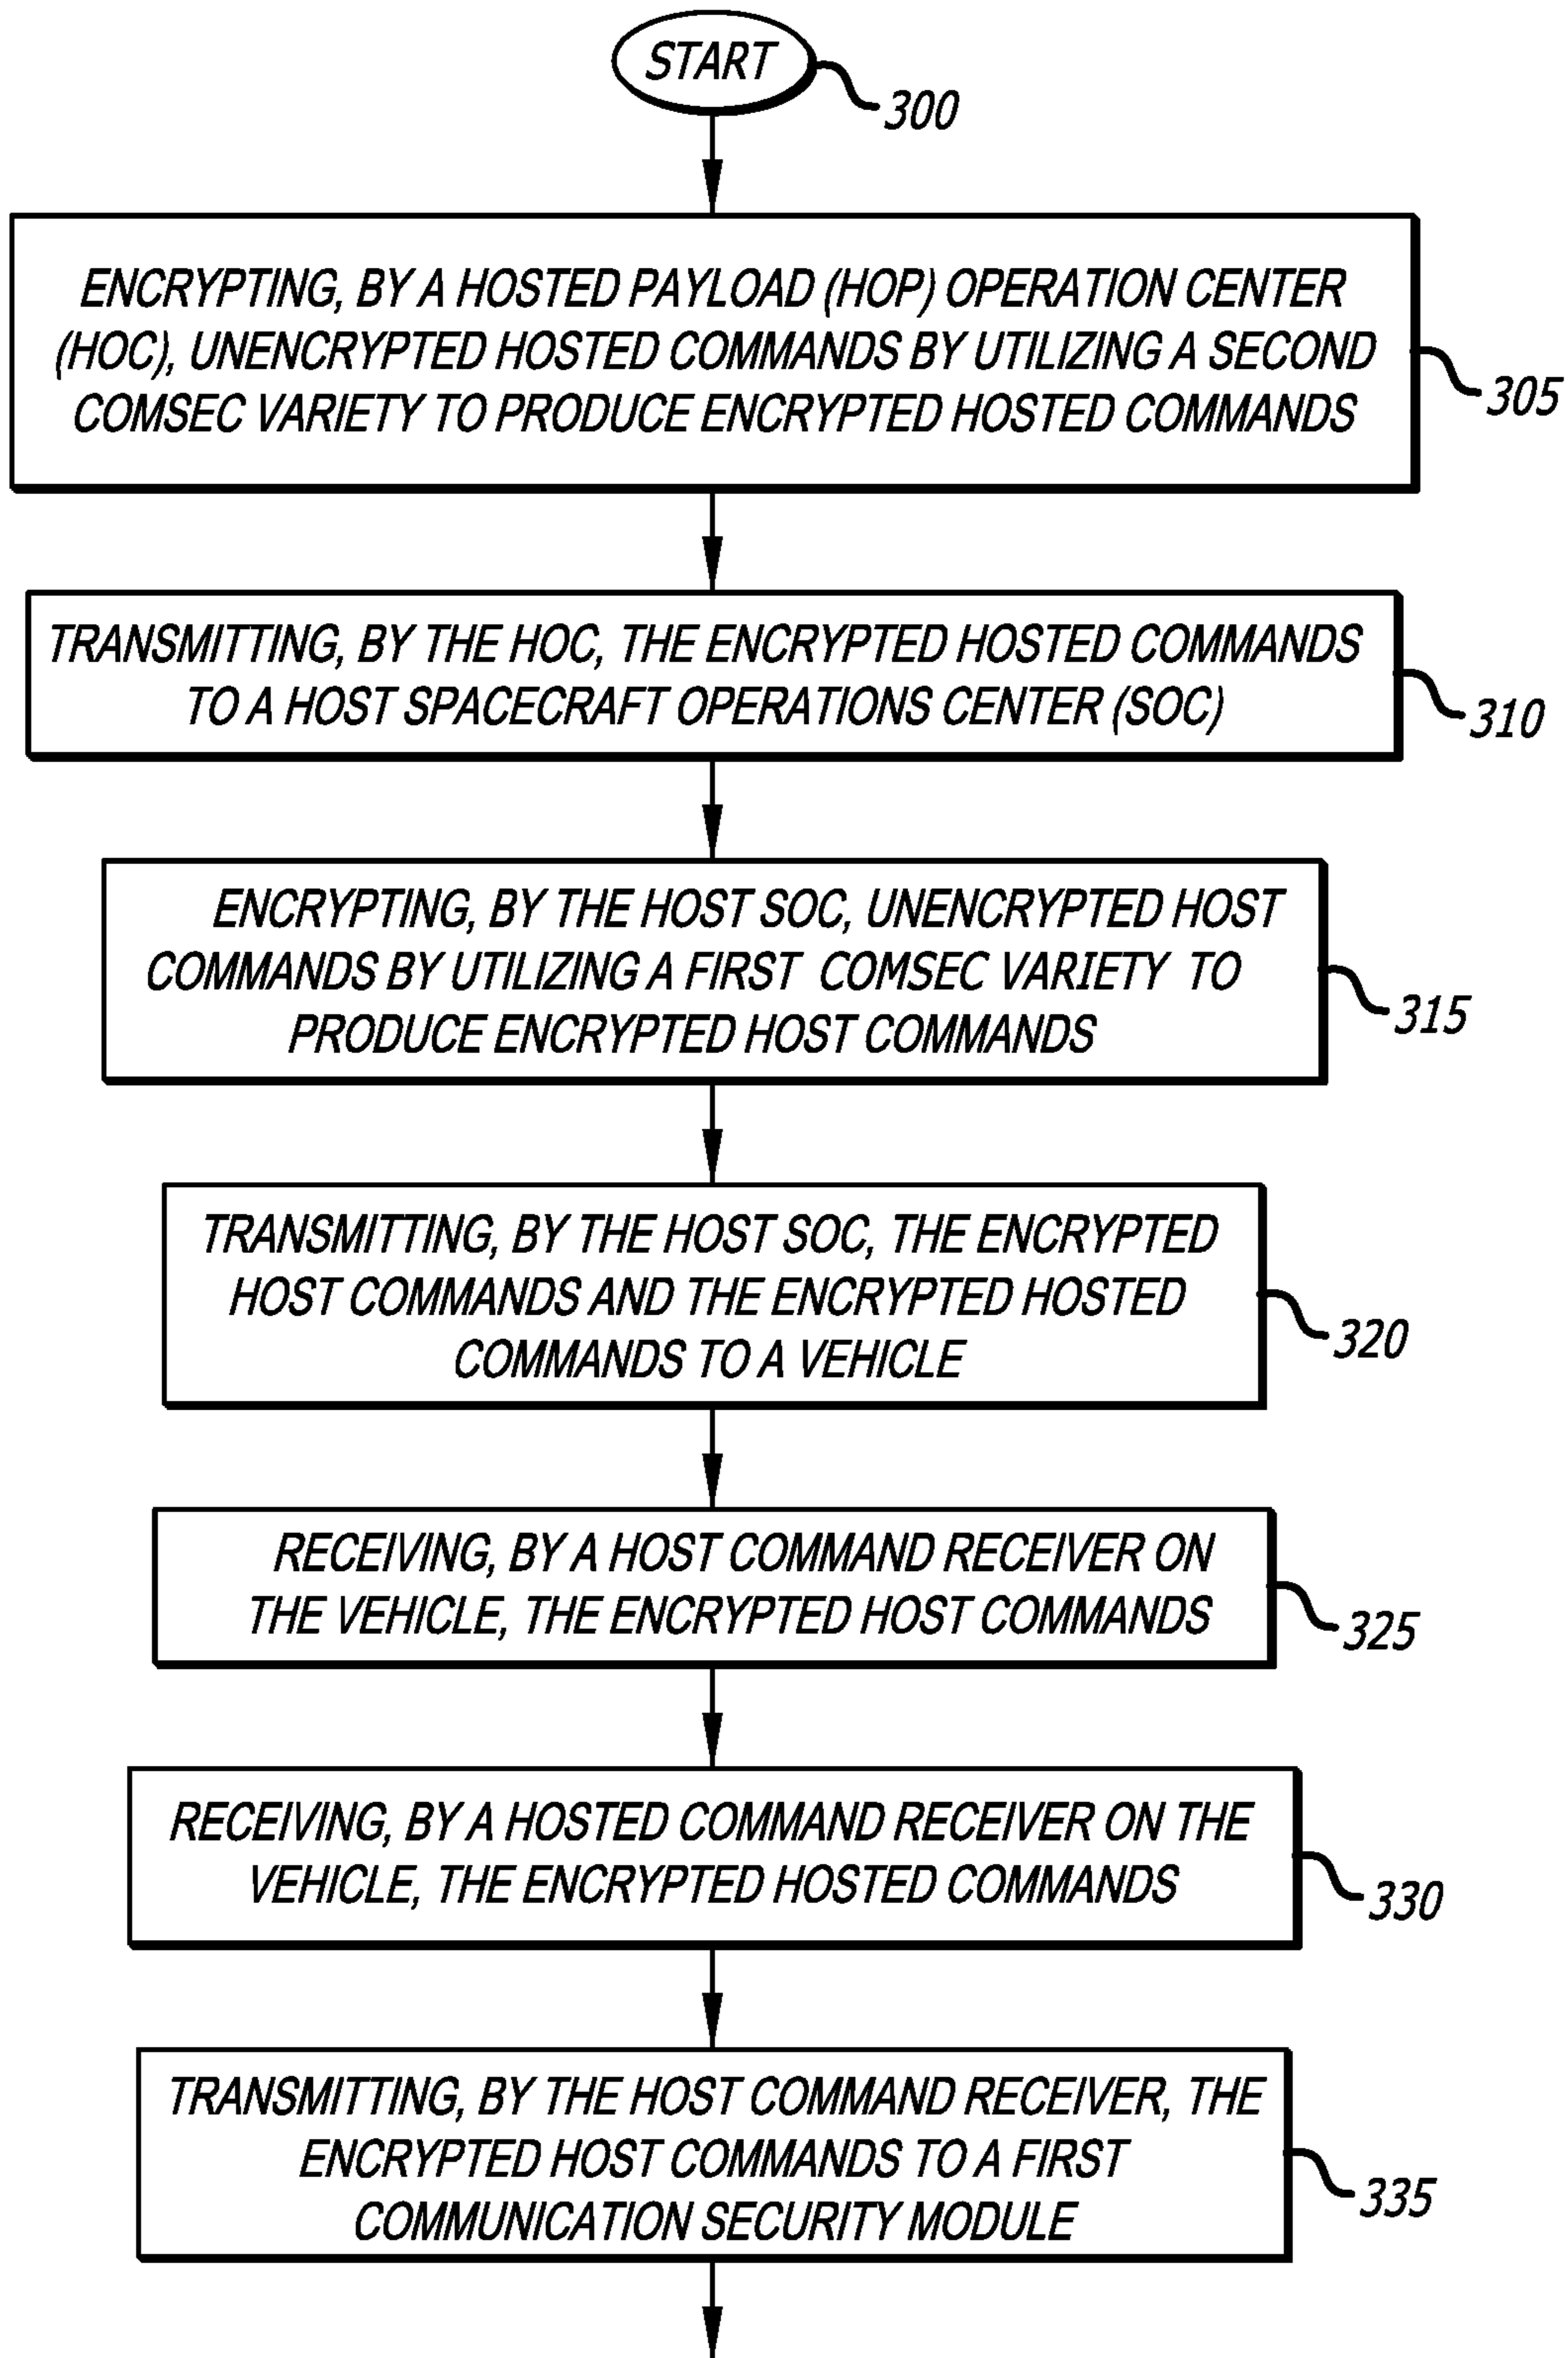 START
300
ENCRYPTING, BY A HOSTED PAYLOAD (HOP) OPERATION CENTER
(HOC), UNENCRYPTED HOSTED COMMANDS BY UTILIZING A SECOND
COMSEC VARIETY TO PRODUCE ENCRYPTED HOSTED COMMANDS
305
TRANSMITTING, BY THE HOC, THE ENCRYPTED HOSTED COMMANDS
TO A HOST SPACECRAFT OPERATIONS CENTER (SOC)
310
ENCRYPTING, BY THE HOST SOC, UNENCRYPTED HOST
COMMANDS BY UTILIZING A FIRST COMSEC VARIETY TO
PRODUCE ENCRYPTED HOST COMMANDS
315
TRANSMITTING, BY THE HOST SOC, THE ENCRYPTED
HOST COMMANDS AND THE ENCRYPTED HOSTED
COMMANDS TO A VEHICLE
320
RECEIVING, BY A HOST COMMAND RECEIVER ON
THE VEHICLE, THE ENCRYPTED HOST COMMANDS
325
RECEIVING, BY A HOSTED COMMAND RECEIVER ON THE
VEHICLE, THE ENCRYPTED HOSTED COMMANDS
330
TRANSMITTING, BY THE HOST COMMAND RECEIVER, THE
ENCRYPTED HOST COMMANDS TO A FIRST
COMMUNICATION SECURITY MODULE
335